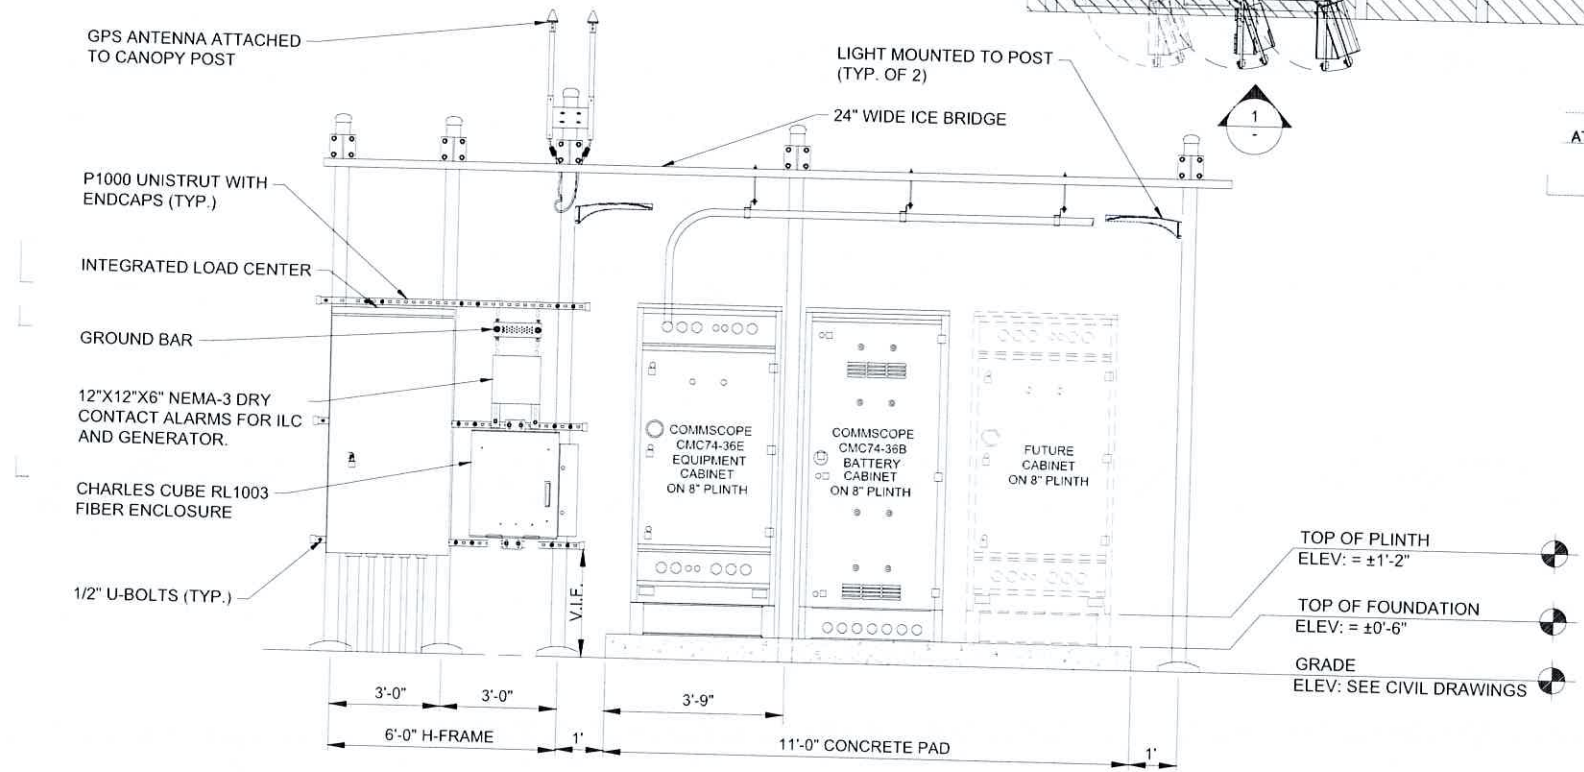 GPS ANTENNA ATTACHED
TO CANOPY POST
LIGHT MOUNTED TO POST
(TYP. OF 2)
24" WIDE ICE BRIDGE
1
-
P1000 UNISTRUT WITH
ENDCAPS (TYP.)
INTEGRATED LOAD CENTER
GROUND BAR
12"X12"X6" NEMA-3 DRY
CONTACT ALARMS FOR ILC
AND GENERATOR.
CHARLES CUBE RL1003
FIBER ENCLOSURE
1/2" U-BOLTS (TYP.)
COMMSCOPE
CMC74-36E
EQUIPMENT
CABINET
ON 8" PLINTH
COMMSCOPE
CMC74-36B
BATTERY
CABINET
ON 8" PLINTH
FUTURE
CABINET
ON 8" PLINTH
V.I.F.
TOP OF PLINTH
ELEV: = ±1'-2"
TOP OF FOUNDATION
ELEV: = ±0'-6"
GRADE
ELEV: SEE CIVIL DRAWINGS
3'-0"
3'-0"
3'-9"
6'-0" H-FRAME
1'
11'-0" CONCRETE PAD
1'